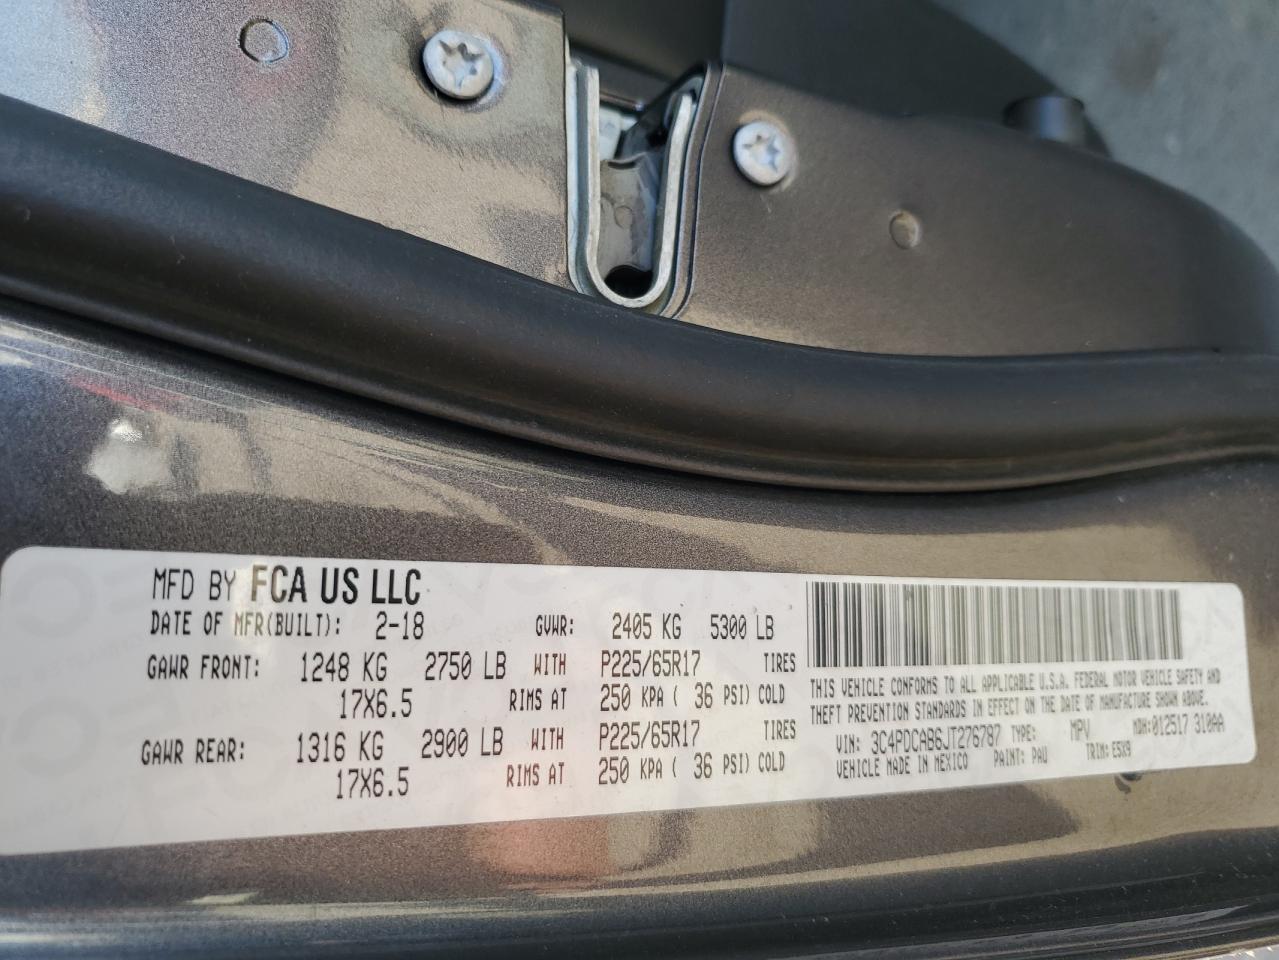 MFD BY FCA US LLC
DATE OF MFR(BUILT): 2-18 GVWR: 2405 KG 5300 LB
GAWR FRONT: 1248 KG 2750 LB WITH P225/65R17 TIRES
17X6.5 RIMS AT 250 KPA ( 36 PSI) COLD
GAWR REAR: 1316 KG 2900 LB WITH P225/65R17 TIRES
17X6.5 RIMS AT 250 KPA ( 36 PSI) COLD
THIS VEHICLE CONFORMS TO ALL APPLICABLE U.S.A. FEDERAL MOTOR VEHICLE SAFETY AND
THEFT PREVENTION STANDARDS IN EFFECT ON THE DATE OF MANUFACTURE SHOWN ABOVE.
VIN: 3C4PDCAB6JT276787 TYPE: MPV MDH:012517 310AA
VEHICLE MADE IN MEXICO PAINT: PAU TRIM: E5X9